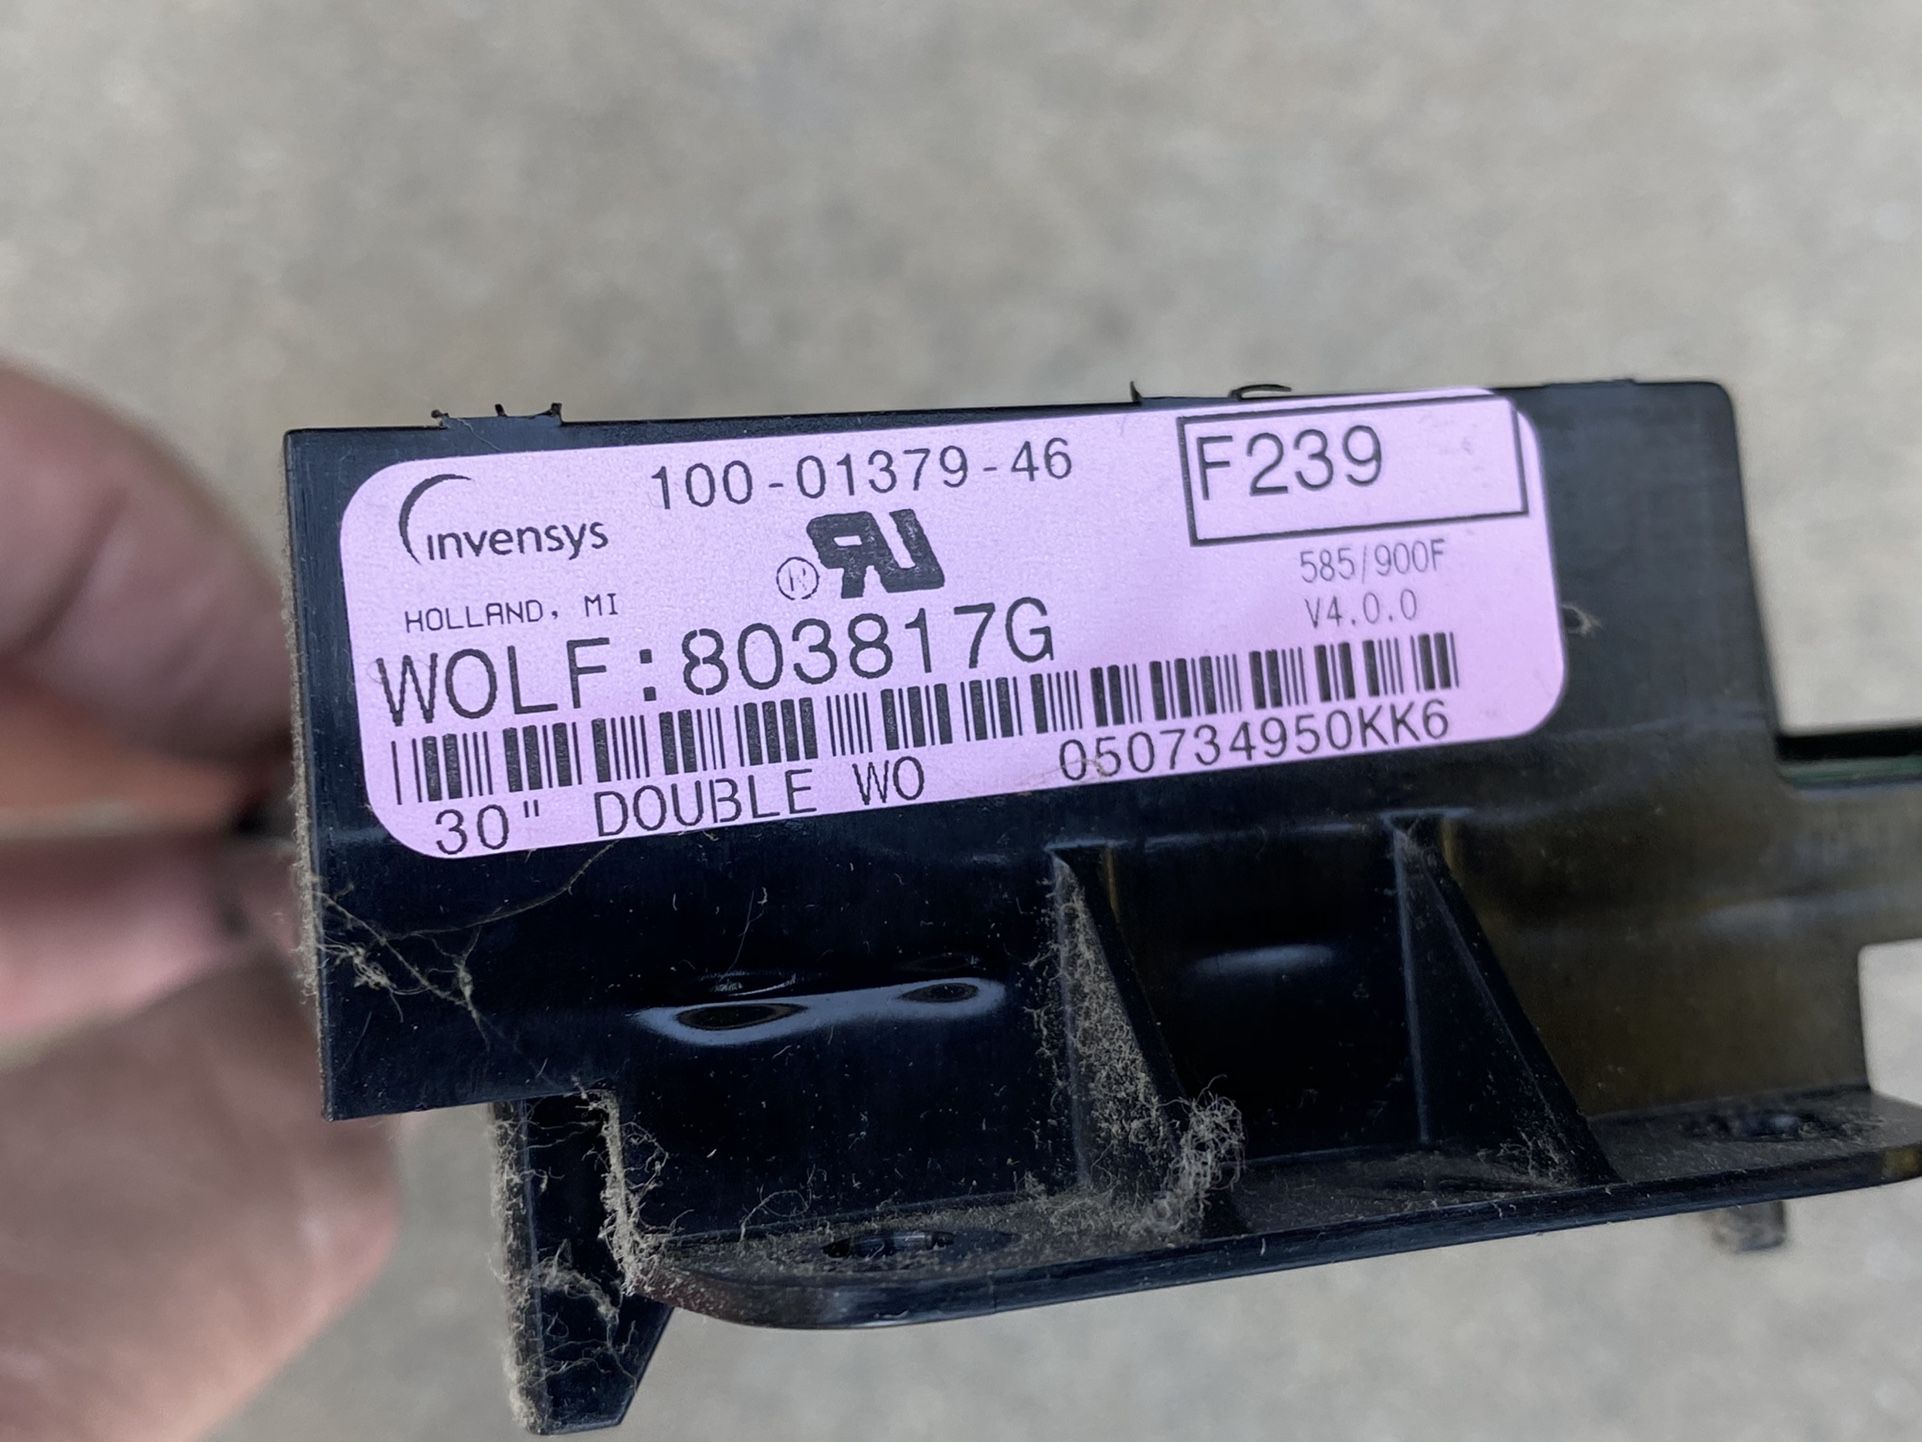 invensys
100-01379-46
F239
HOLLAND, MI
®
585/900F
V4.0.0
WOLF:803817G
050734950KK6
30" DOUBLE WO